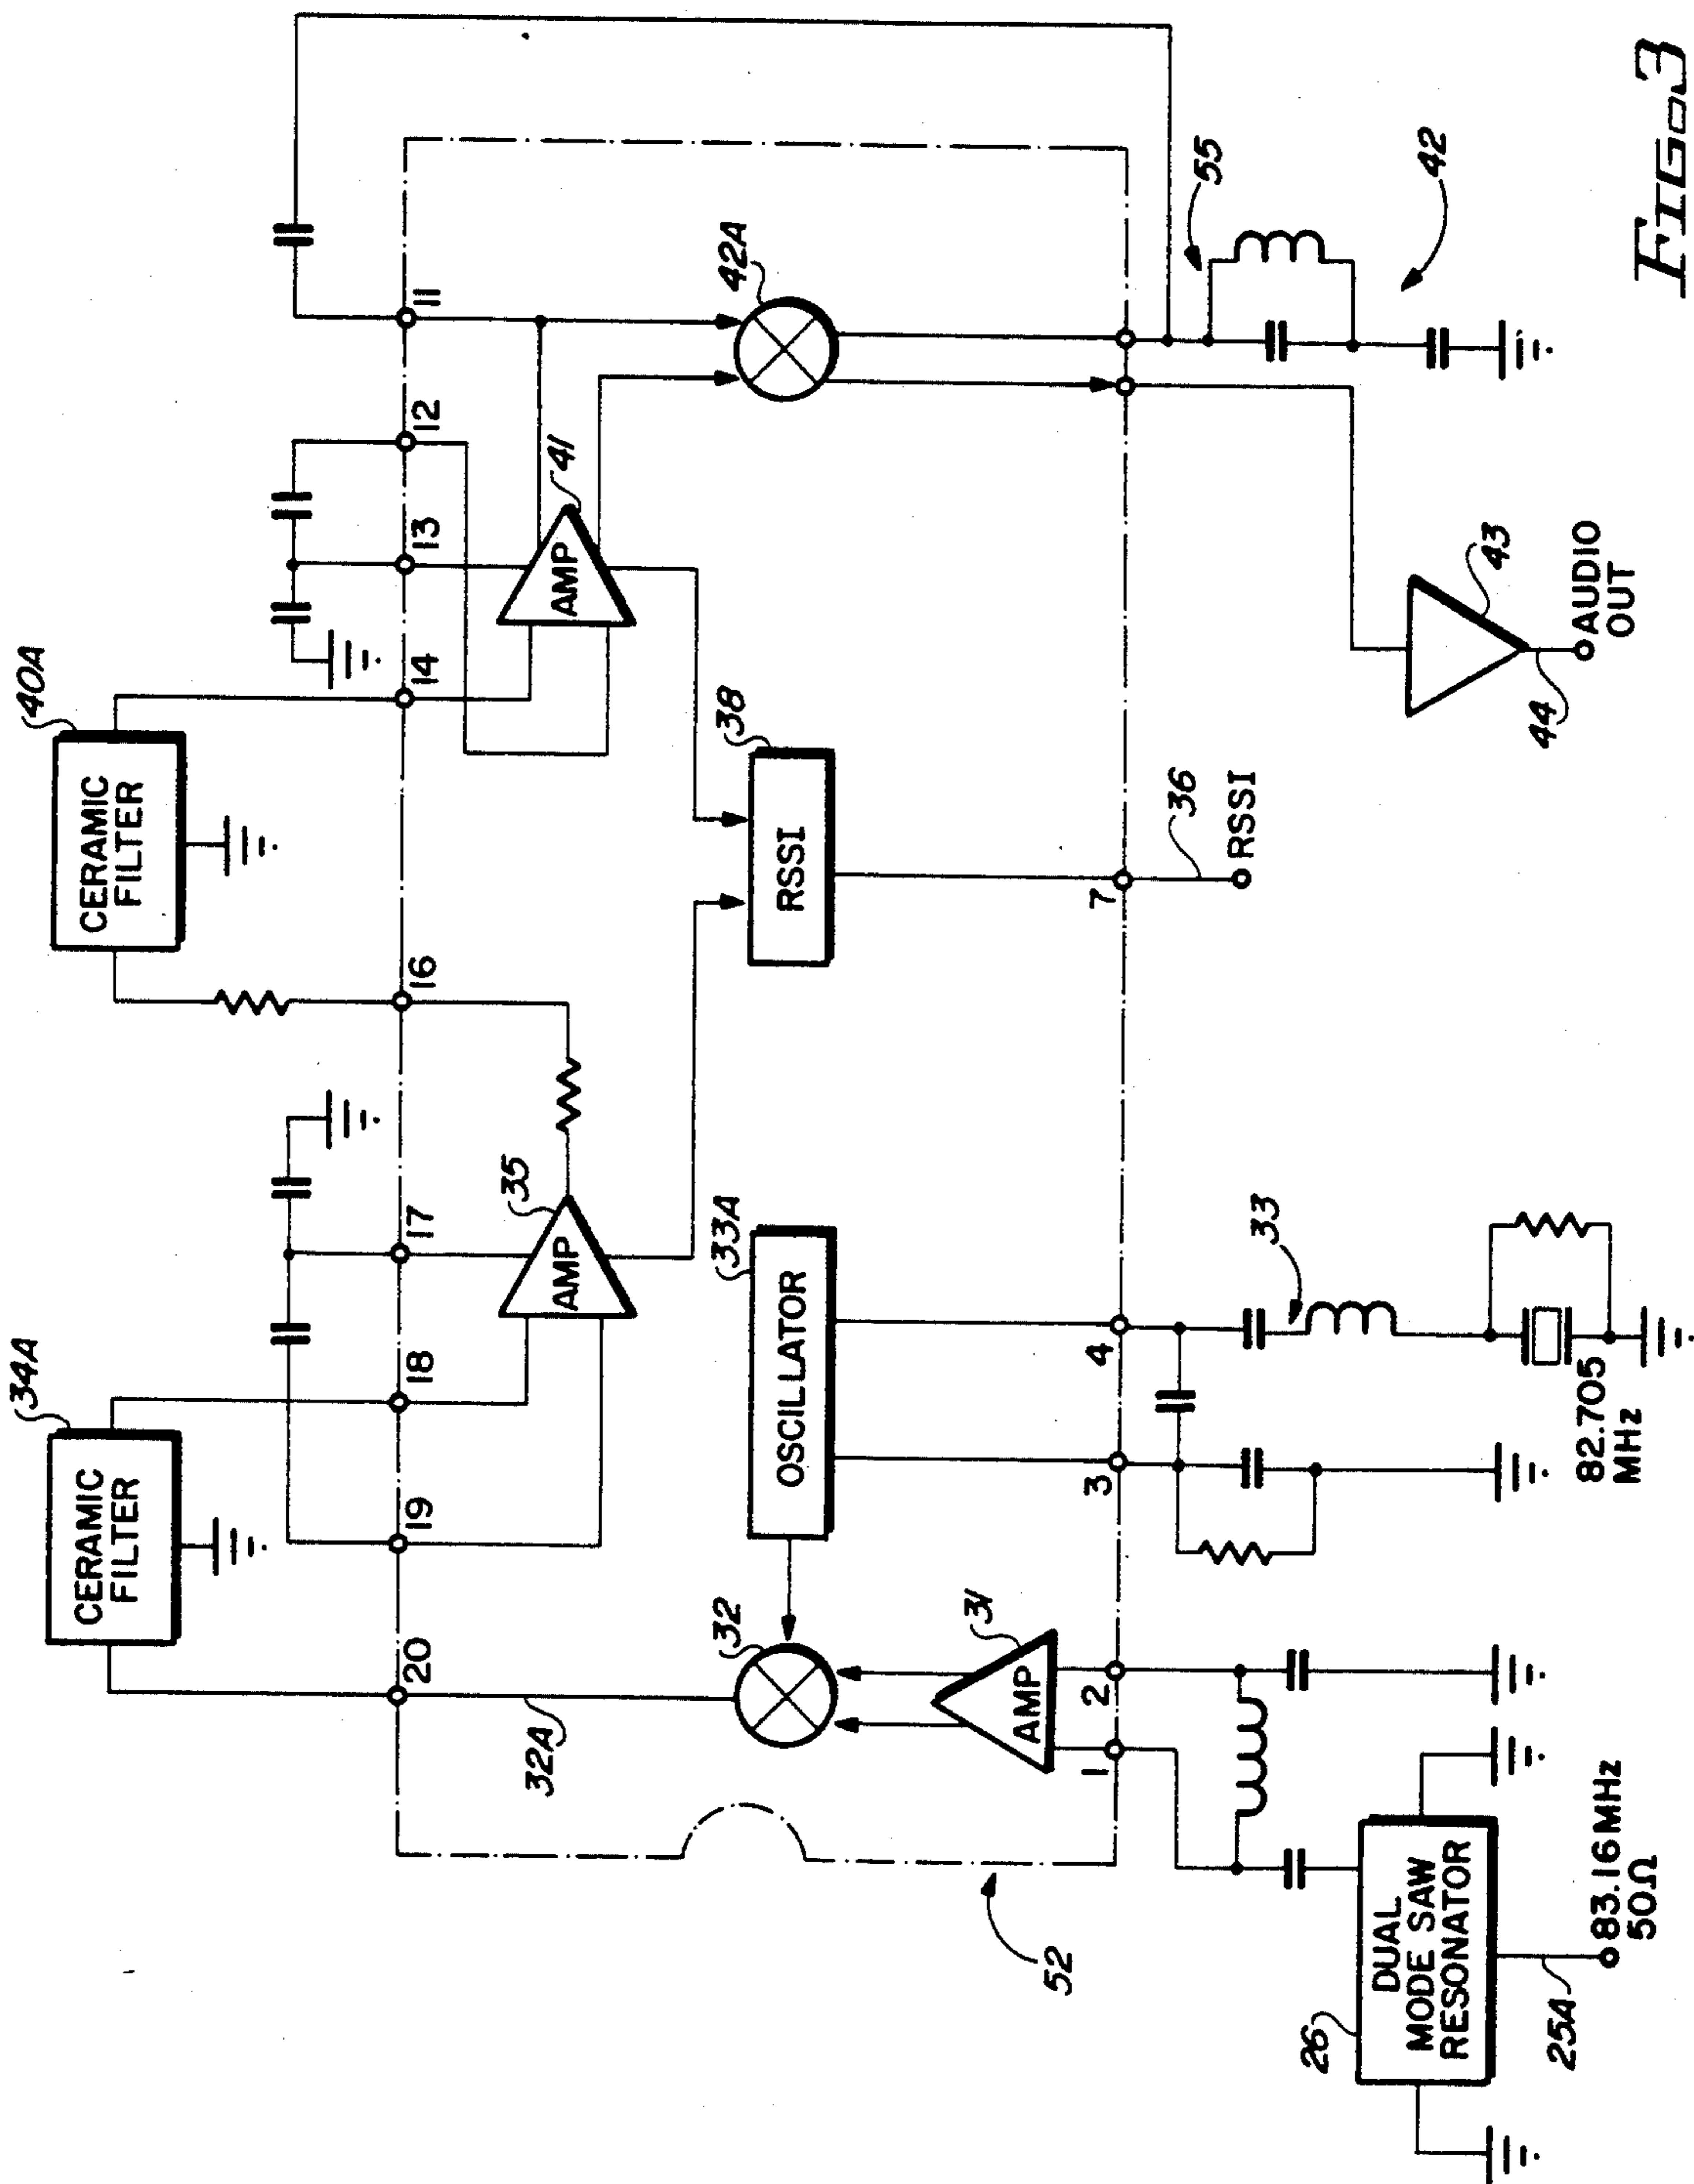 34A
CERAMIC
FILTER
40A
CERAMIC
FILTER
20
19
18
17
16
14
13
12
11
32A
32
35
AMP
41
AMP
33A
OSCILLATOR
38
RSSI
42A
31
AMP
52
1
2
3
4
7
36
RSSI
55
42
33
82.705
MHz
26
DUAL
MODE SAW
RESONATOR
25A
83.16MHz
50Ω
43
44
AUDIO
OUT
FIG-3